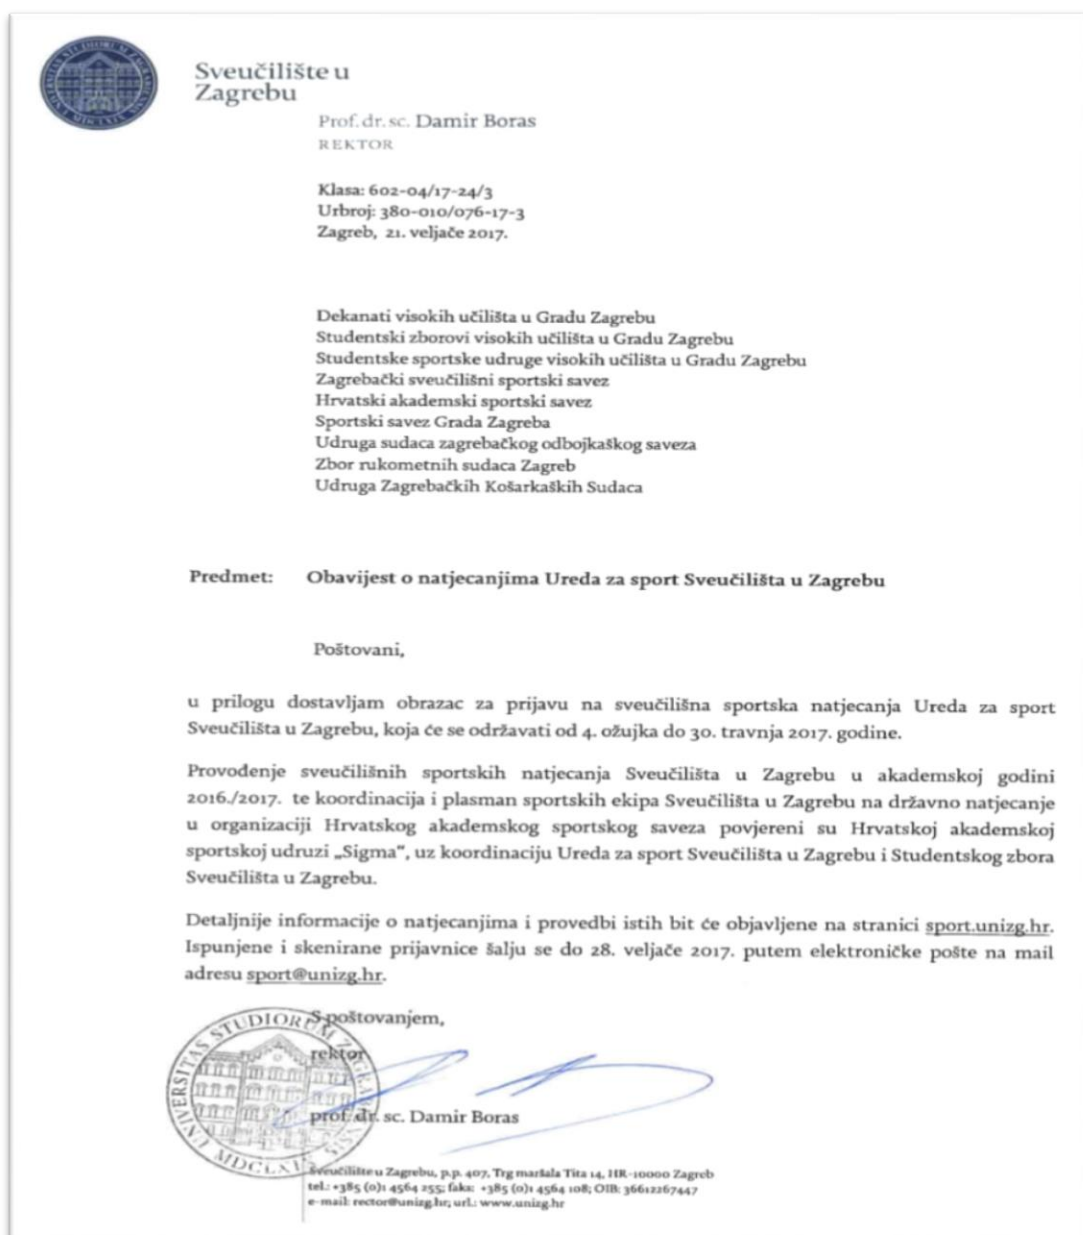 Sveučilište u
Zagrebu
Prof. dr. sc. Damir Boras
REKTOR
Klasa: 602-04/17-24/3
Urbroj: 380-010/076-17-3
Zagreb, 21. veljače 2017.
Dekanati visokih učilišta u Gradu Zagrebu
Studentski zborovi visokih učilišta u Gradu Zagrebu
Studentske sportske udruge visokih učilišta u Gradu Zagrebu
Zagrebački sveučilišni sportski savez
Hrvatski akademski sportski savez
Sportski savez Grada Zagreba
Udruga sudaca zagrebačkog odbojkaškog saveza
Zbor rukometnih sudaca Zagreb
Udruga Zagrebačkih Košarkaških Sudaca
Predmet: Obavijest o natjecanjima Ureda za sport Sveučilišta u Zagrebu
Poštovani,
u prilogu dostavljam obrazac za prijavu na sveučilišna sportska natjecanja Ureda za sport
Sveučilišta u Zagrebu, koja će se održavati od 4. ožujka do 30. travnja 2017. godine.
Provođenje sveučilišnih sportskih natjecanja Sveučilišta u Zagrebu u akademskoj godini
2016./2017. te koordinacija i plasman sportskih ekipa Sveučilišta u Zagrebu na državno natjecanje
u organizaciji Hrvatskog akademskog sportskog saveza povjereni su Hrvatskoj akademskoj
sportskoj udruzi „Sigma", uz koordinaciju Ureda za sport Sveučilišta u Zagrebu i Studentskog zbora
Sveučilišta u Zagrebu.
Detaljnije informacije o natjecanjima i provedbi istih bit će objavljene na stranici sport.unizg.hr.
Ispunjene i skenirane prijavnice šalju se do 28. veljače 2017. putem elektroničke pošte na mail
adresu sport@unizg.hr.
S poštovanjem,
rektor
prof. dr. sc. Damir Boras
UNIVERSITAS STUDIORUM ZAGRABIENSIS MDCLXIX
Sveučilište u Zagrebu, p.p. 407, Trg maršala Tita 14, HR-10000 Zagreb
tel.: +385 (0)1 4564 255; faks: +385 (0)1 4564 108; OIB: 36612267447
e-mail: rector@unizg.hr; url.: www.unizg.hr